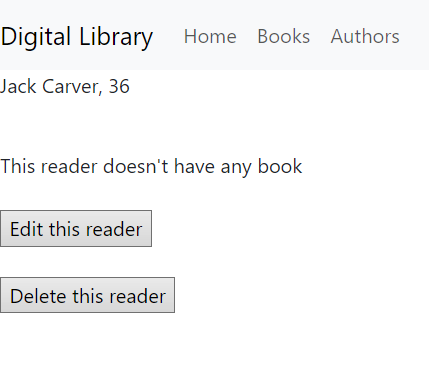 Digital Library Home Books Authors
Jack Carver, 36
This reader doesn't have any book
Edit this reader
Delete this reader